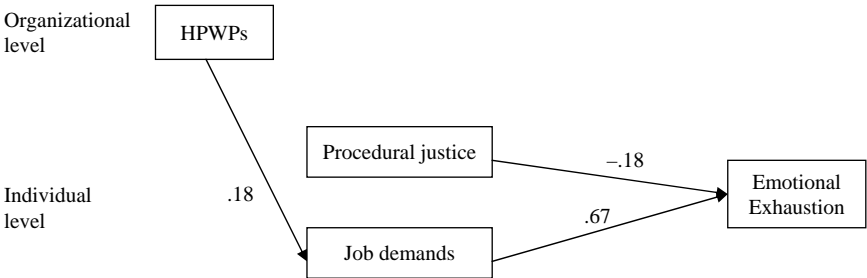 Organizational
level
HPWPs
Procedural justice
–.18
Emotional
Exhaustion
Individual
level
.18
.67
Job demands